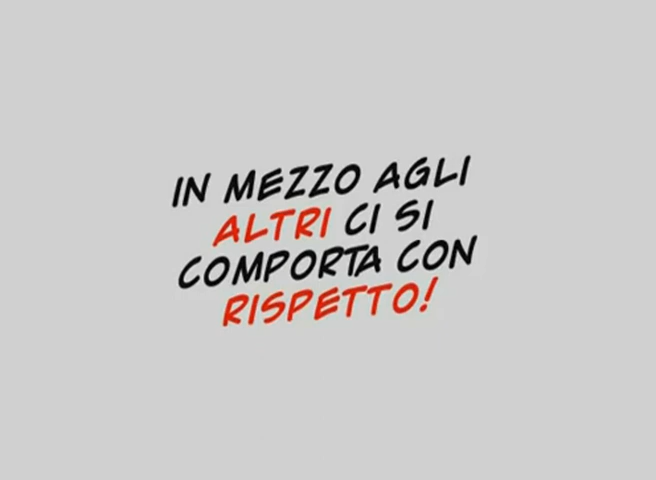 IN MEZZO AGLI
ALTRI CI SI
COMPORTA CON
RISPETTO!